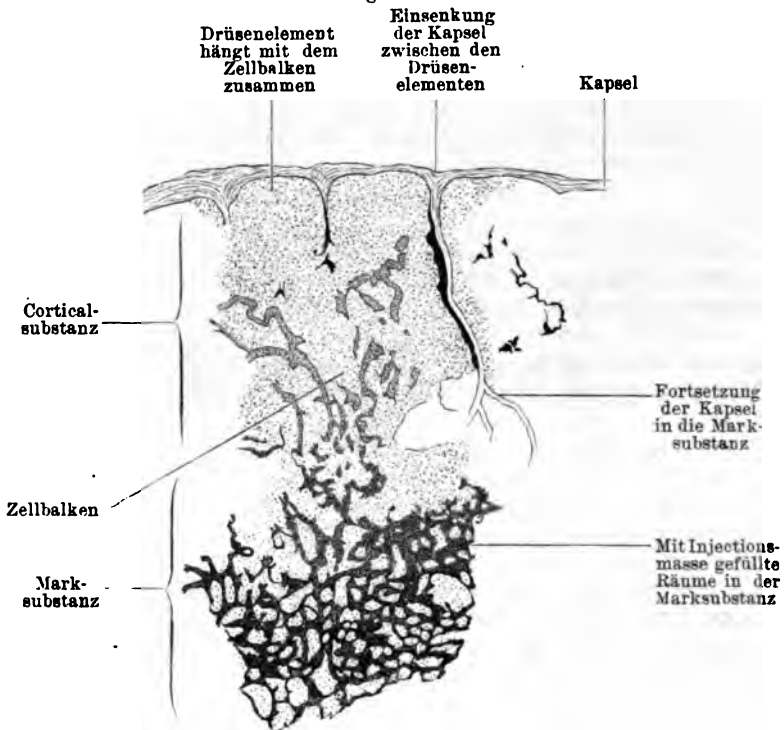 Drüsenelement
hängt mit dem
Zellbalken
zusammen
Einsenkung
der Kapsel
zwischen den
Drüsen-
elementen
Kapsel
Cortical-
substanz
Fortsetzung
der Kapsel
in die Mark-
substanz
Zellbalken
Mark-
substanz
Mit Injections-
masse gefüllte
Räume in der
Marksubstanz